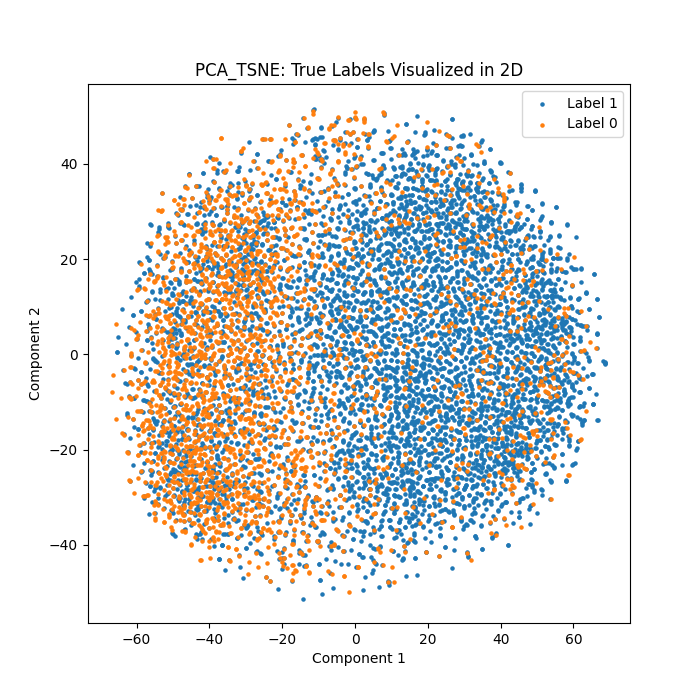 PCA_TSNE: True Labels Visualized in 2D
Label 1
Label 0
Component 2
40
20
0
−20
−40
−60 −40 −20 0 20 40 60
Component 1